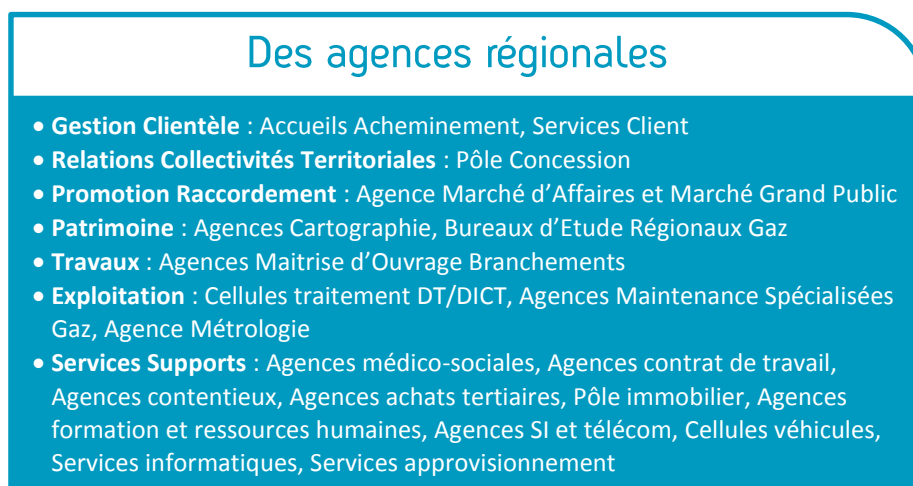 Des agences régionales
• Gestion Clientèle : Accueils Acheminement, Services Client
• Relations Collectivités Territoriales : Pôle Concession
• Promotion Raccordement : Agence Marché d’Affaires et Marché Grand Public
• Patrimoine : Agences Cartographie, Bureaux d’Etude Régionaux Gaz
• Travaux : Agences Maitrise d’Ouvrage Branchements
• Exploitation : Cellules traitement DT/DICT, Agences Maintenance Spécialisées
Gaz, Agence Métrologie
• Services Supports : Agences médico-sociales, Agences contrat de travail,
Agences contentieux, Agences achats tertiaires, Pôle immobilier, Agences
formation et ressources humaines, Agences SI et télécom, Cellules véhicules,
Services informatiques, Services approvisionnement